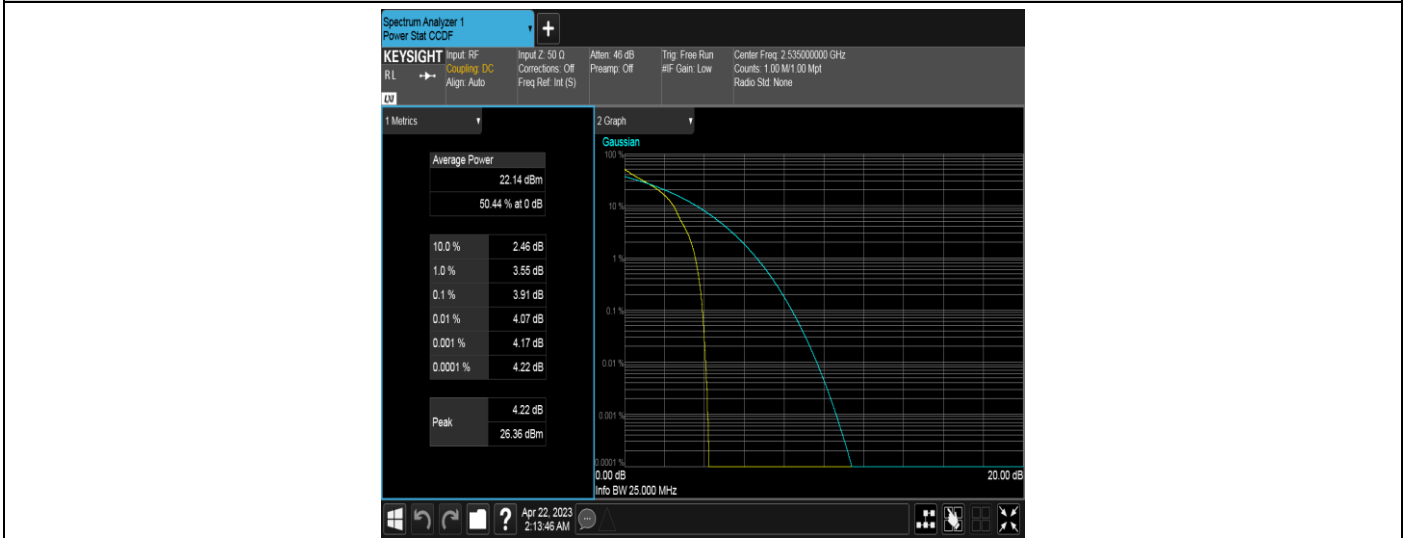 Spectrum Analyzer 1
Power Stat CCDF
+
KEYSIGHT Input: RF Input Z: 50 Ω Atten: 46 dB Trig: Free Run Center Freq: 2.535000000 GHz
RL Coupling: DC Corrections: Off Preamp: Off #IF Gain: Low Counts: 1.00 M/1.00 Mpt
Align: Auto Freq Ref: Int (S) Radio Std: None
LXI
1 Metrics
Average Power
22.14 dBm
50.44 % at 0 dB
10.0 % 2.46 dB
1.0 % 3.55 dB
0.1 % 3.91 dB
0.01 % 4.07 dB
0.001 % 4.17 dB
0.0001 % 4.22 dB
Peak 4.22 dB
26.36 dBm
2 Graph
Gaussian
100 %
10 %
1 %
0.1 %
0.01 %
0.001 %
0.0001 %
0.00 dB 20.00 dB
Info BW 25.000 MHz
? Apr 22, 2023
2:13:46 AM